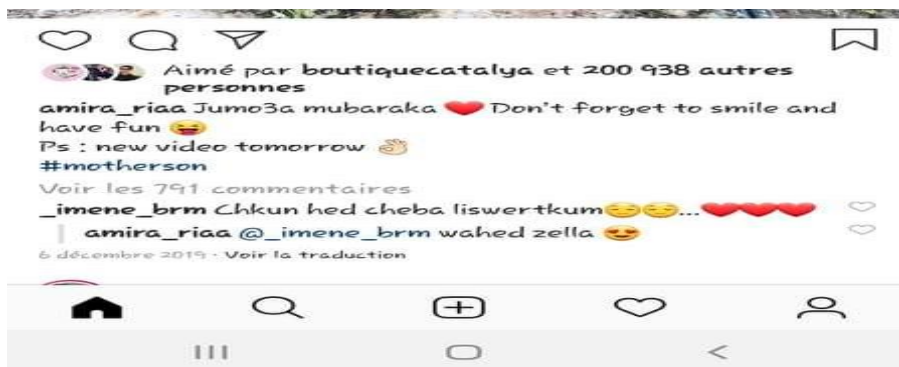 Aimé par boutiquecatalya et 200 938 autres
personnes
amira_riaa Jumo3a mubaraka ❤️ Don't forget to smile and
have fun 😝
Ps : new video tomorrow 👌🏻
#motherson
Voir les 791 commentaires
_imene_brm Chkun hed cheba liswertkum😏😏...❤️❤️❤️
amira_riaa @_imene_brm wahed zella 😍
6 décembre 2019 · Voir la traduction